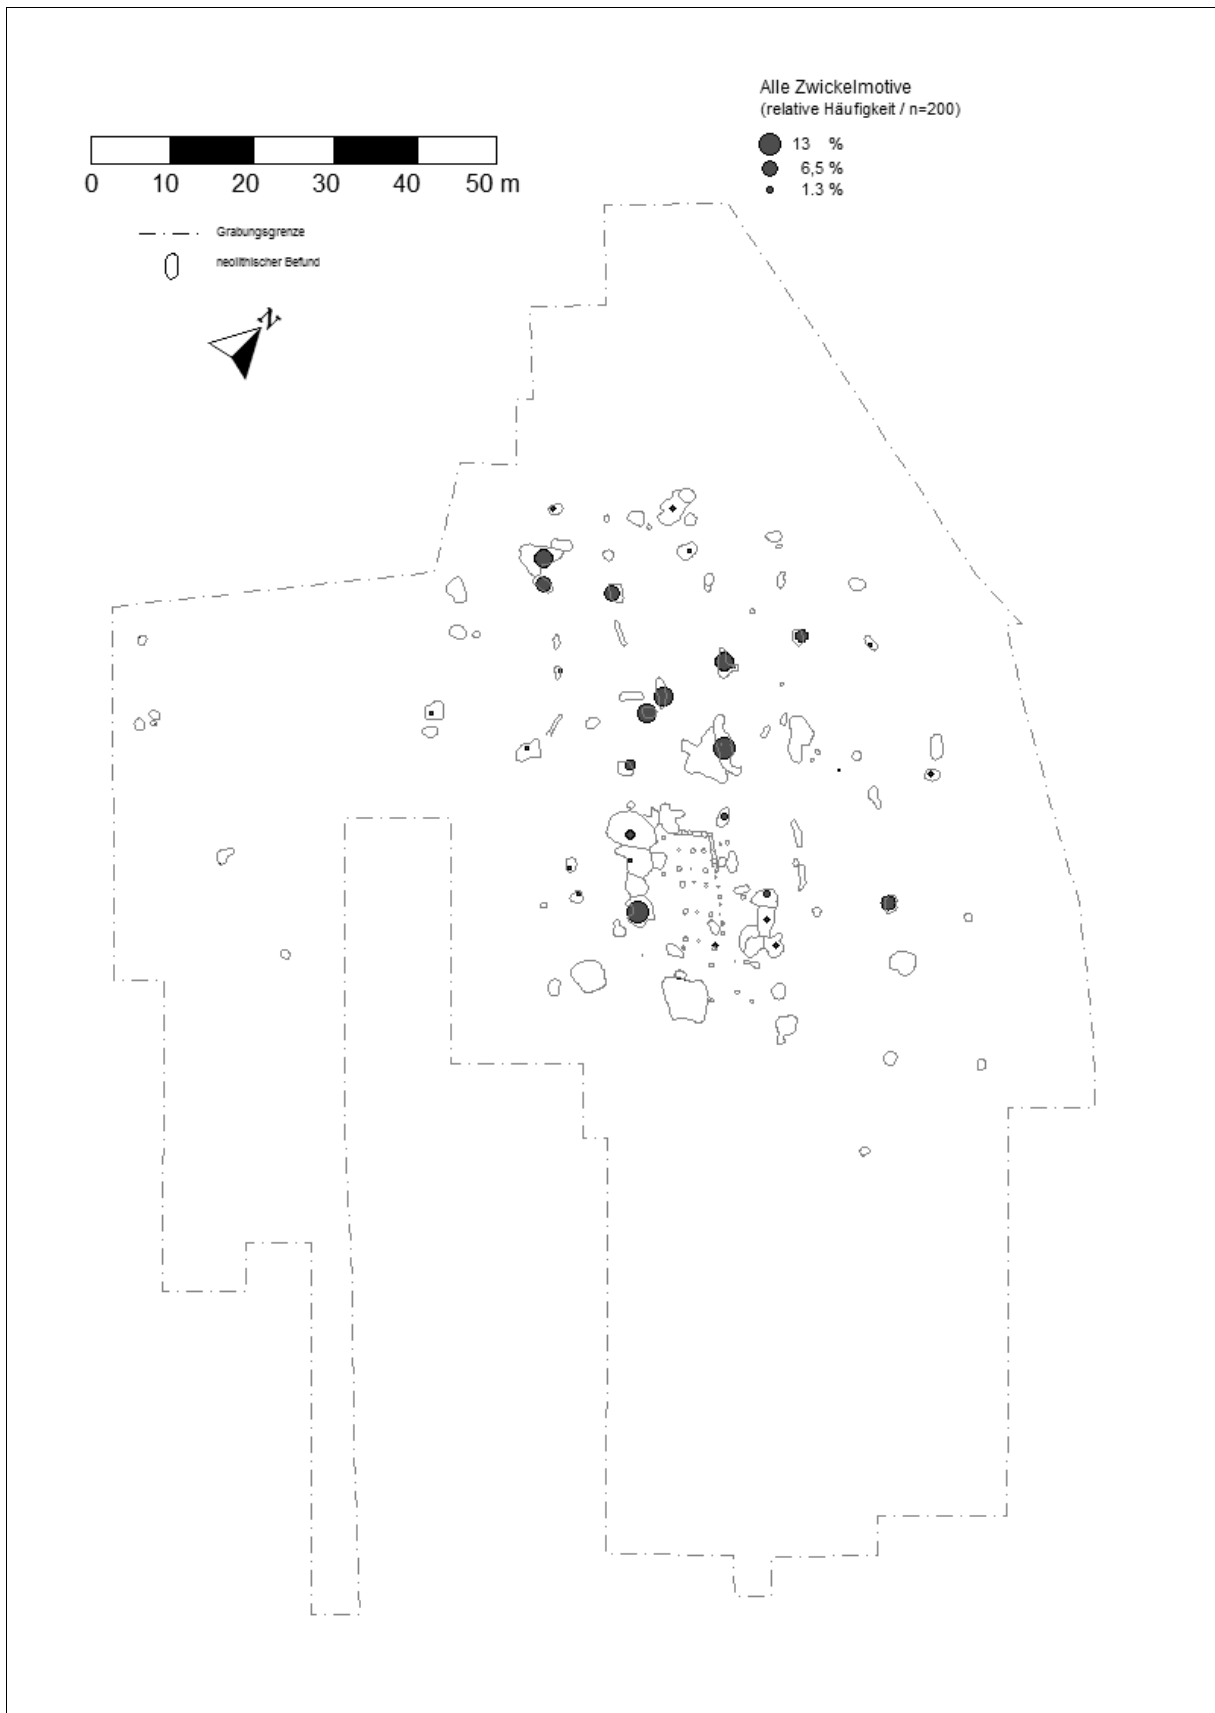 Alle Zwickelmotive
(relative Häufigkeit / n=200)
13 %
6,5 %
1.3 %
0 10 20 30 40 50 m
Grabungsgrenze
neolithischer Befund
N